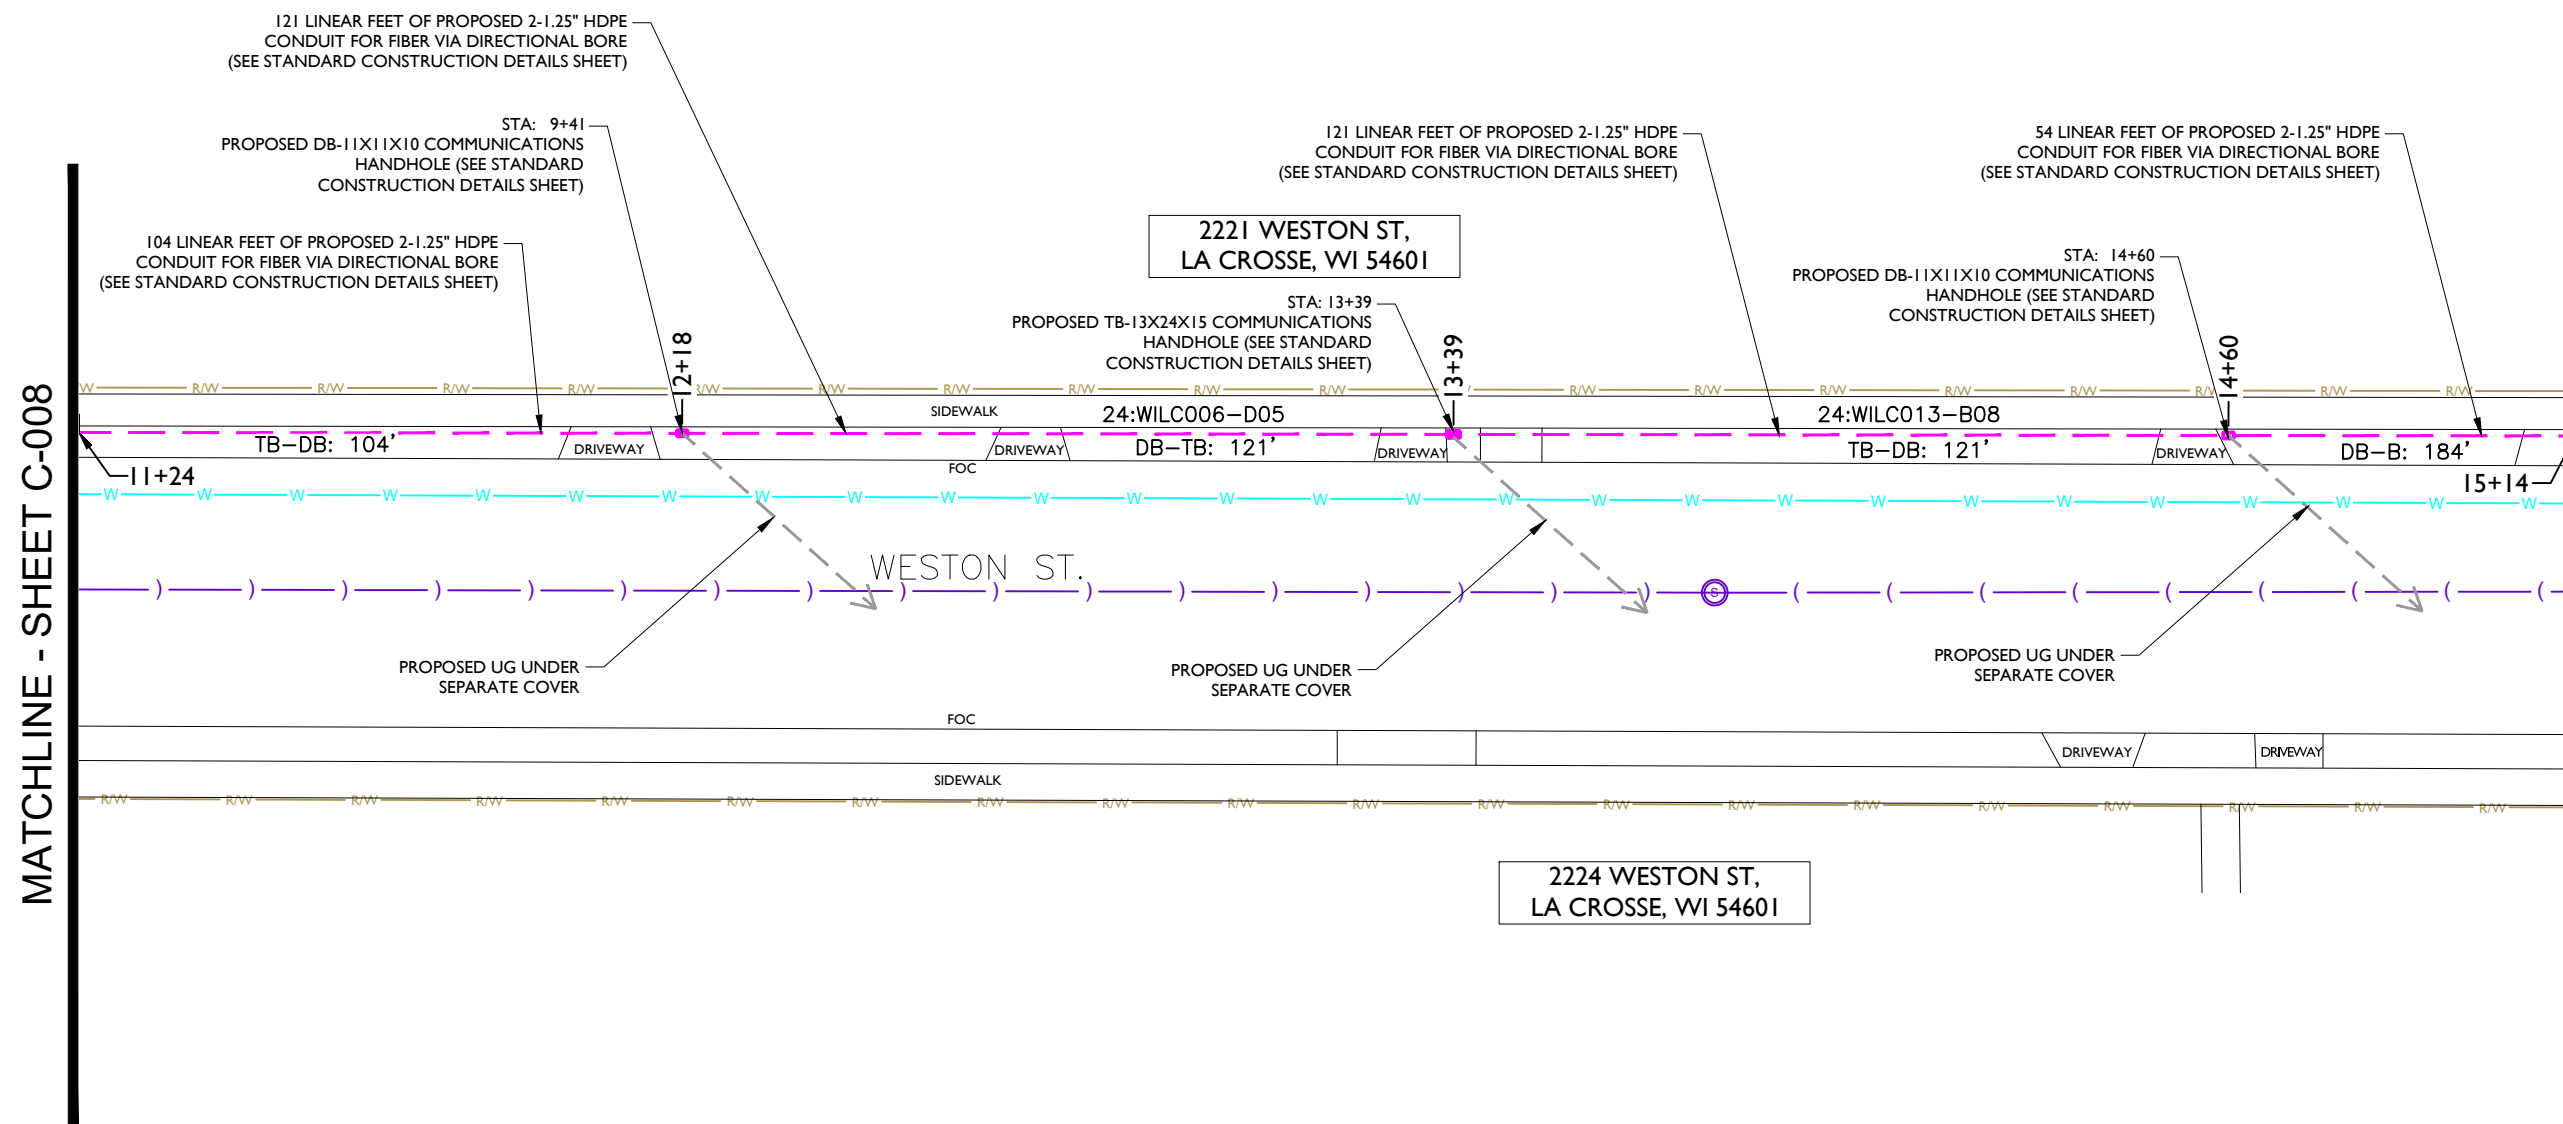 121 LINEAR FEET OF PROPOSED 2-1.25" HDPE
CONDUIT FOR FIBER VIA DIRECTIONAL BORE
(SEE STANDARD CONSTRUCTION DETAILS SHEET)
STA: 9+41
PROPOSED DB-11X11X10 COMMUNICATIONS
HANDHOLE (SEE STANDARD
CONSTRUCTION DETAILS SHEET)
104 LINEAR FEET OF PROPOSED 2-1.25" HDPE
CONDUIT FOR FIBER VIA DIRECTIONAL BORE
(SEE STANDARD CONSTRUCTION DETAILS SHEET)
121 LINEAR FEET OF PROPOSED 2-1.25" HDPE
CONDUIT FOR FIBER VIA DIRECTIONAL BORE
(SEE STANDARD CONSTRUCTION DETAILS SHEET)
54 LINEAR FEET OF PROPOSED 2-1.25" HDPE
CONDUIT FOR FIBER VIA DIRECTIONAL BORE
(SEE STANDARD CONSTRUCTION DETAILS SHEET)
2221 WESTON ST,
LA CROSSE, WI 54601
STA: 13+39
PROPOSED TB-13X24X15 COMMUNICATIONS
HANDHOLE (SEE STANDARD
CONSTRUCTION DETAILS SHEET)
STA: 14+60
PROPOSED DB-11X11X10 COMMUNICATIONS
HANDHOLE (SEE STANDARD
CONSTRUCTION DETAILS SHEET)
12+18
13+39
14+60
W R/W R/W R/W R/W R/W R/W R/W R/W R/W R/W R/W R/W R/W R/W R/W R/W R/W R/W
SIDEWALK
24:WILC006-D05
24:WILC013-B08
TB-DB: 104'
DRIVEWAY
DRIVEWAY
DB-TB: 121'
DRIVEWAY
TB-DB: 121'
DRIVEWAY
DB-B: 184'
FOC
11+24
15+14
W W W W W W W W W W W W W W W W W W W W W W W W W W W
WESTON ST.
S
PROPOSED UG UNDER
SEPARATE COVER
PROPOSED UG UNDER
SEPARATE COVER
PROPOSED UG UNDER
SEPARATE COVER
FOC
DRIVEWAY
DRIVEWAY
SIDEWALK
R/W R/W R/W R/W R/W R/W R/W R/W R/W R/W R/W R/W R/W R/W R/W R/W R/W R/W R/W R/W
2224 WESTON ST,
LA CROSSE, WI 54601
MATCHLINE - SHEET C-008